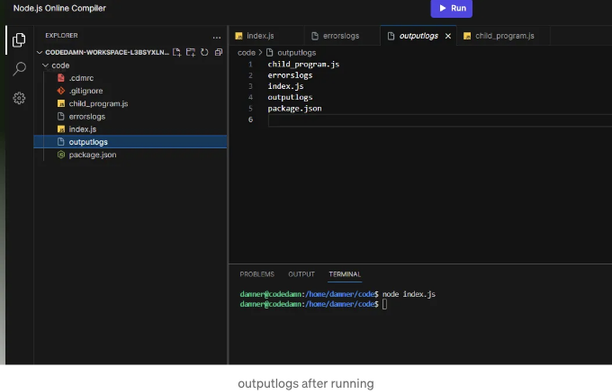 Node.js Online Compiler
Run
EXPLORER
CODEDAMN-WORKSPACE-L3BSYXLN...
code
.cdmrc
.gitignore
child_program.js
errorslogs
index.js
outputlogs
package.json
index.js
errorslogs
outputlogs
child_program.js
code > outputlogs
1 child_program.js
2 errorslogs
3 index.js
4 outputlogs
5 package.json
6
PROBLEMS OUTPUT TERMINAL
damner@codedamn:/home/damner/code$ node index.js
damner@codedamn:/home/damner/code$
outputlogs after running